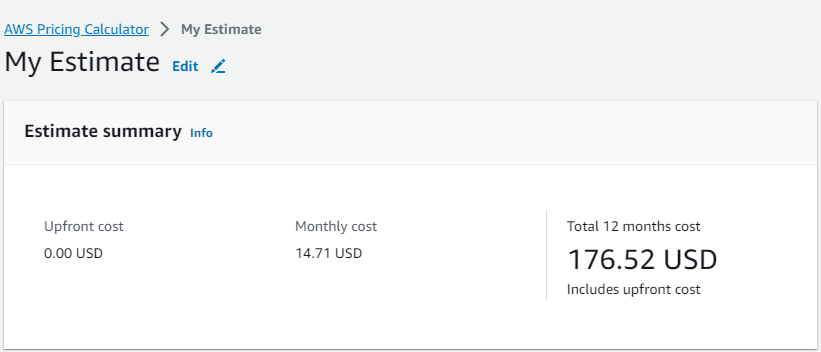 AWS Pricing Calculator > My Estimate
My Estimate Edit
Estimate summary Info
Upfront cost
0.00 USD
Monthly cost
14.71 USD
Total 12 months cost
176.52 USD
Includes upfront cost